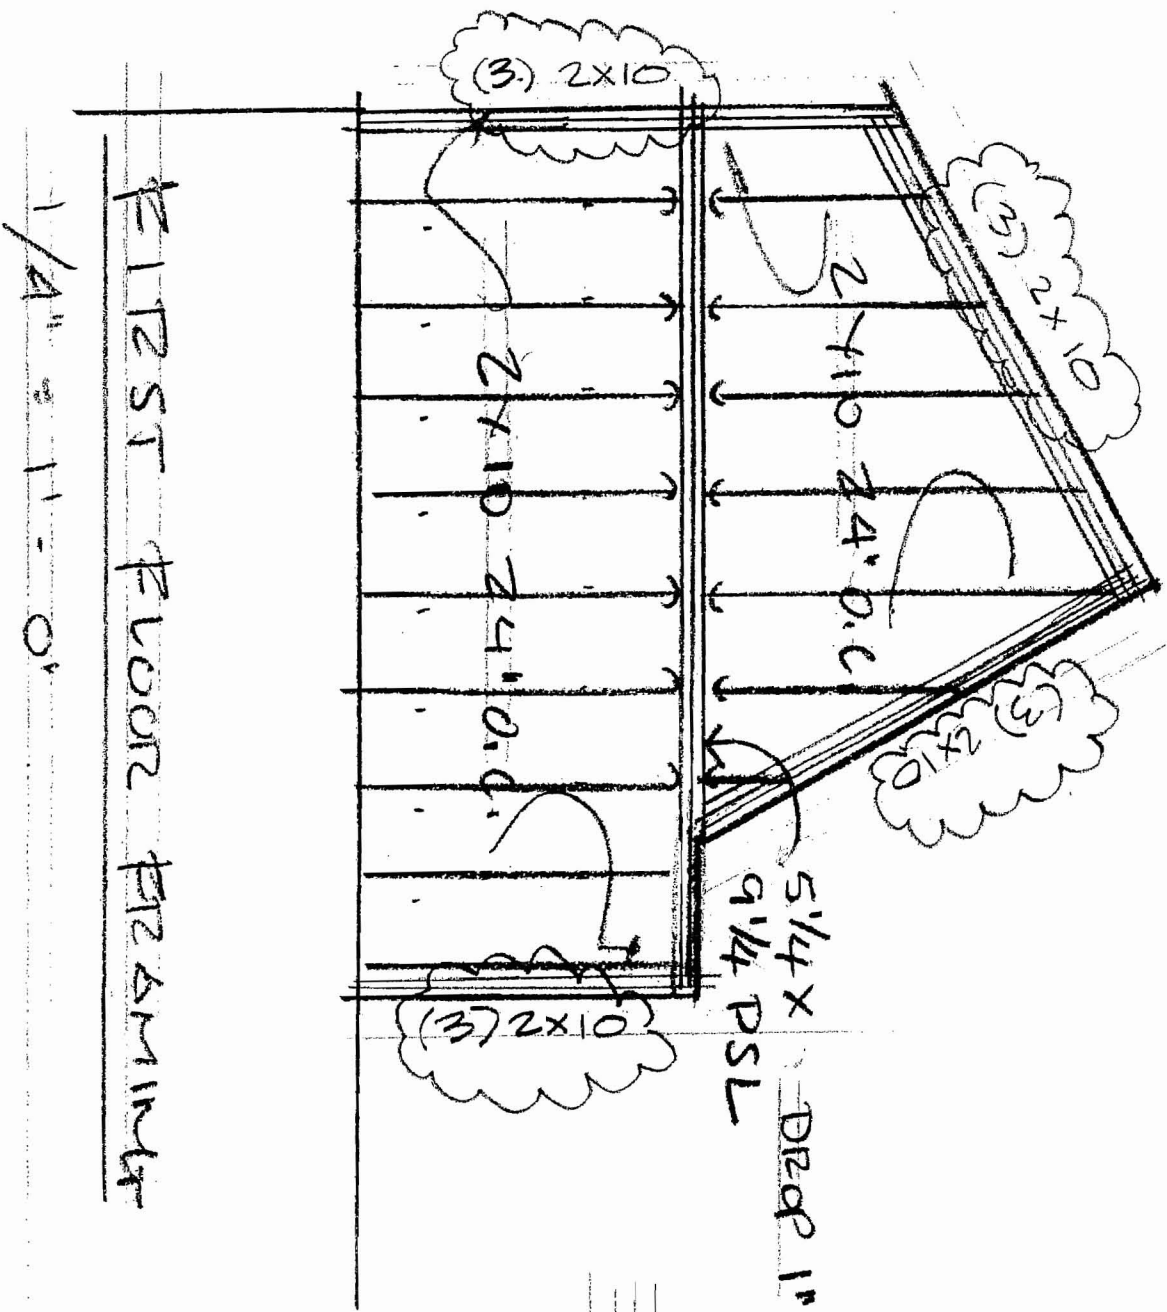 (3) 2x10
(3) 2x10
(3) 2x10
(3) 2x10
2x10 24" O.C
2x10 24" O.C.
5 1/4 x
9 1/4 PSL
DROP 1"
FIRST FLOOR FRAMING
1/4" = 1'-0"